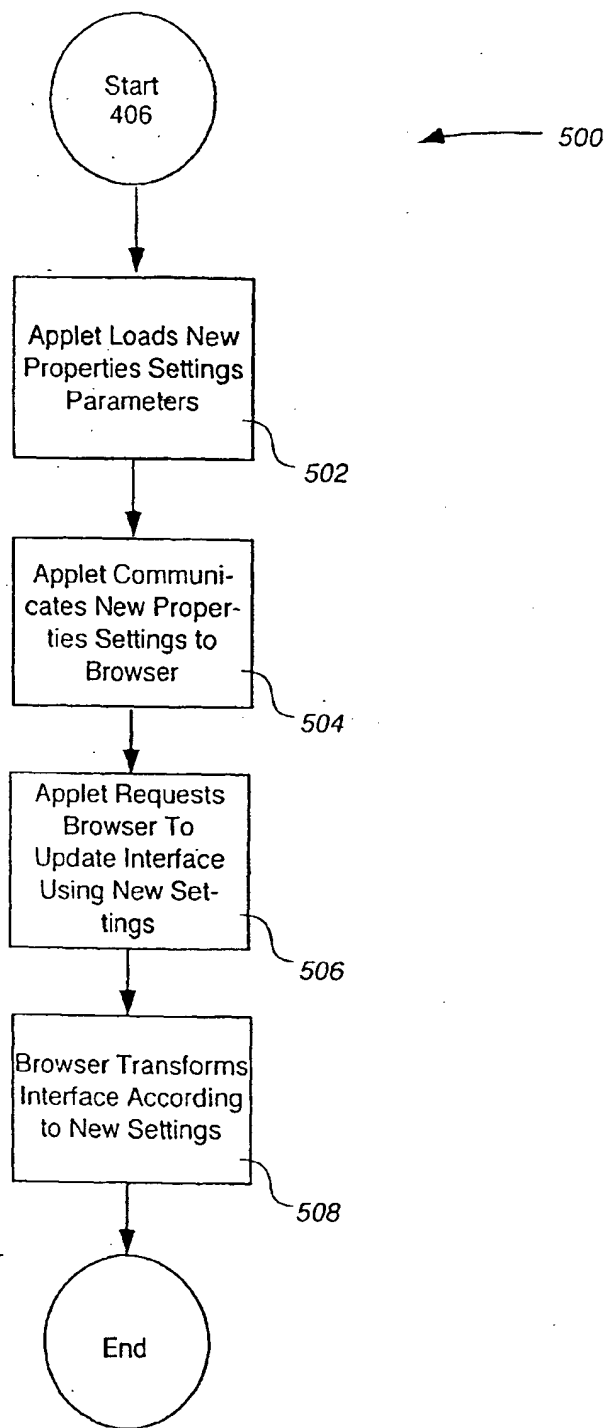 Start
406
500
Applet Loads New
Properties Settings
Parameters
502
Applet Communi-
cates New Proper-
ties Settings to
Browser
504
Applet Requests
Browser To
Update Interface
Using New Set-
tings
506
Browser Transforms
Interface According
to New Settings
508
End